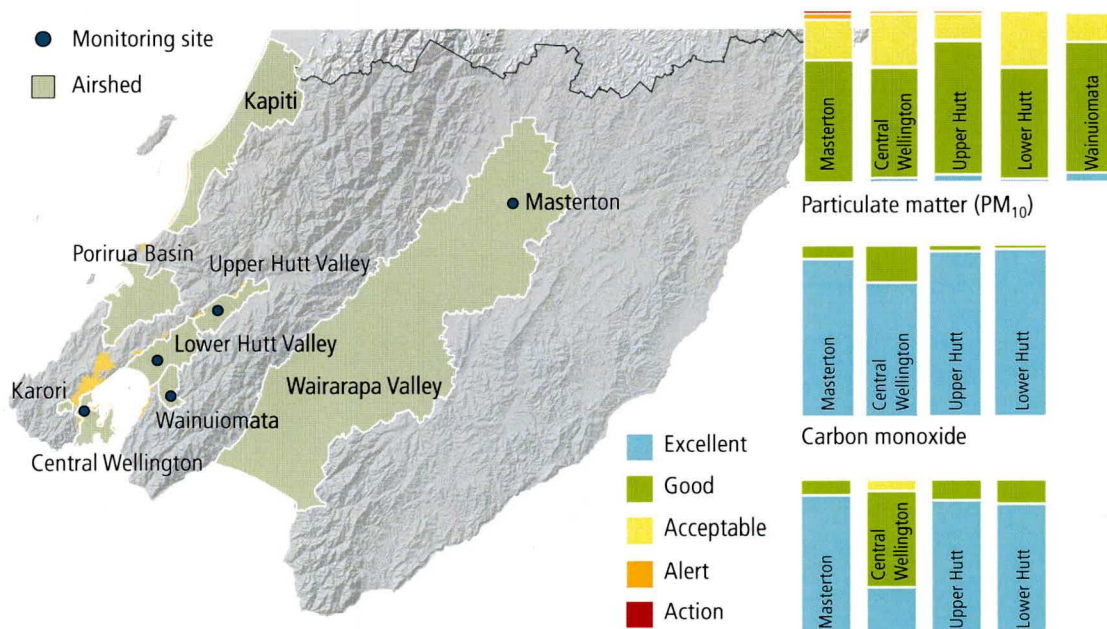 Monitoring site
Airshed
Kapiti
Masterton
Porirua Basin
Upper Hutt Valley
Lower Hutt Valley
Karori
Wairarapa Valley
Wainuiomata
Central Wellington
Excellent
Good
Acceptable
Alert
Action
Masterton
Central
Wellington
Upper Hutt
Lower Hutt
Wainuiomata
Particulate matter (PM10)
Masterton
Central
Wellington
Upper Hutt
Lower Hutt
Carbon monoxide
Masterton
Central
Wellington
Upper Hutt
Lower Hutt